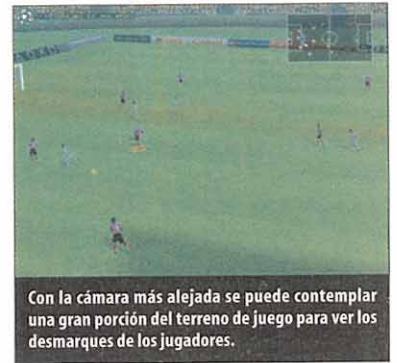 Con la cámara más alejada se puede contemplar
una gran porción del terreno de juego para ver los
desmarques de los jugadores.